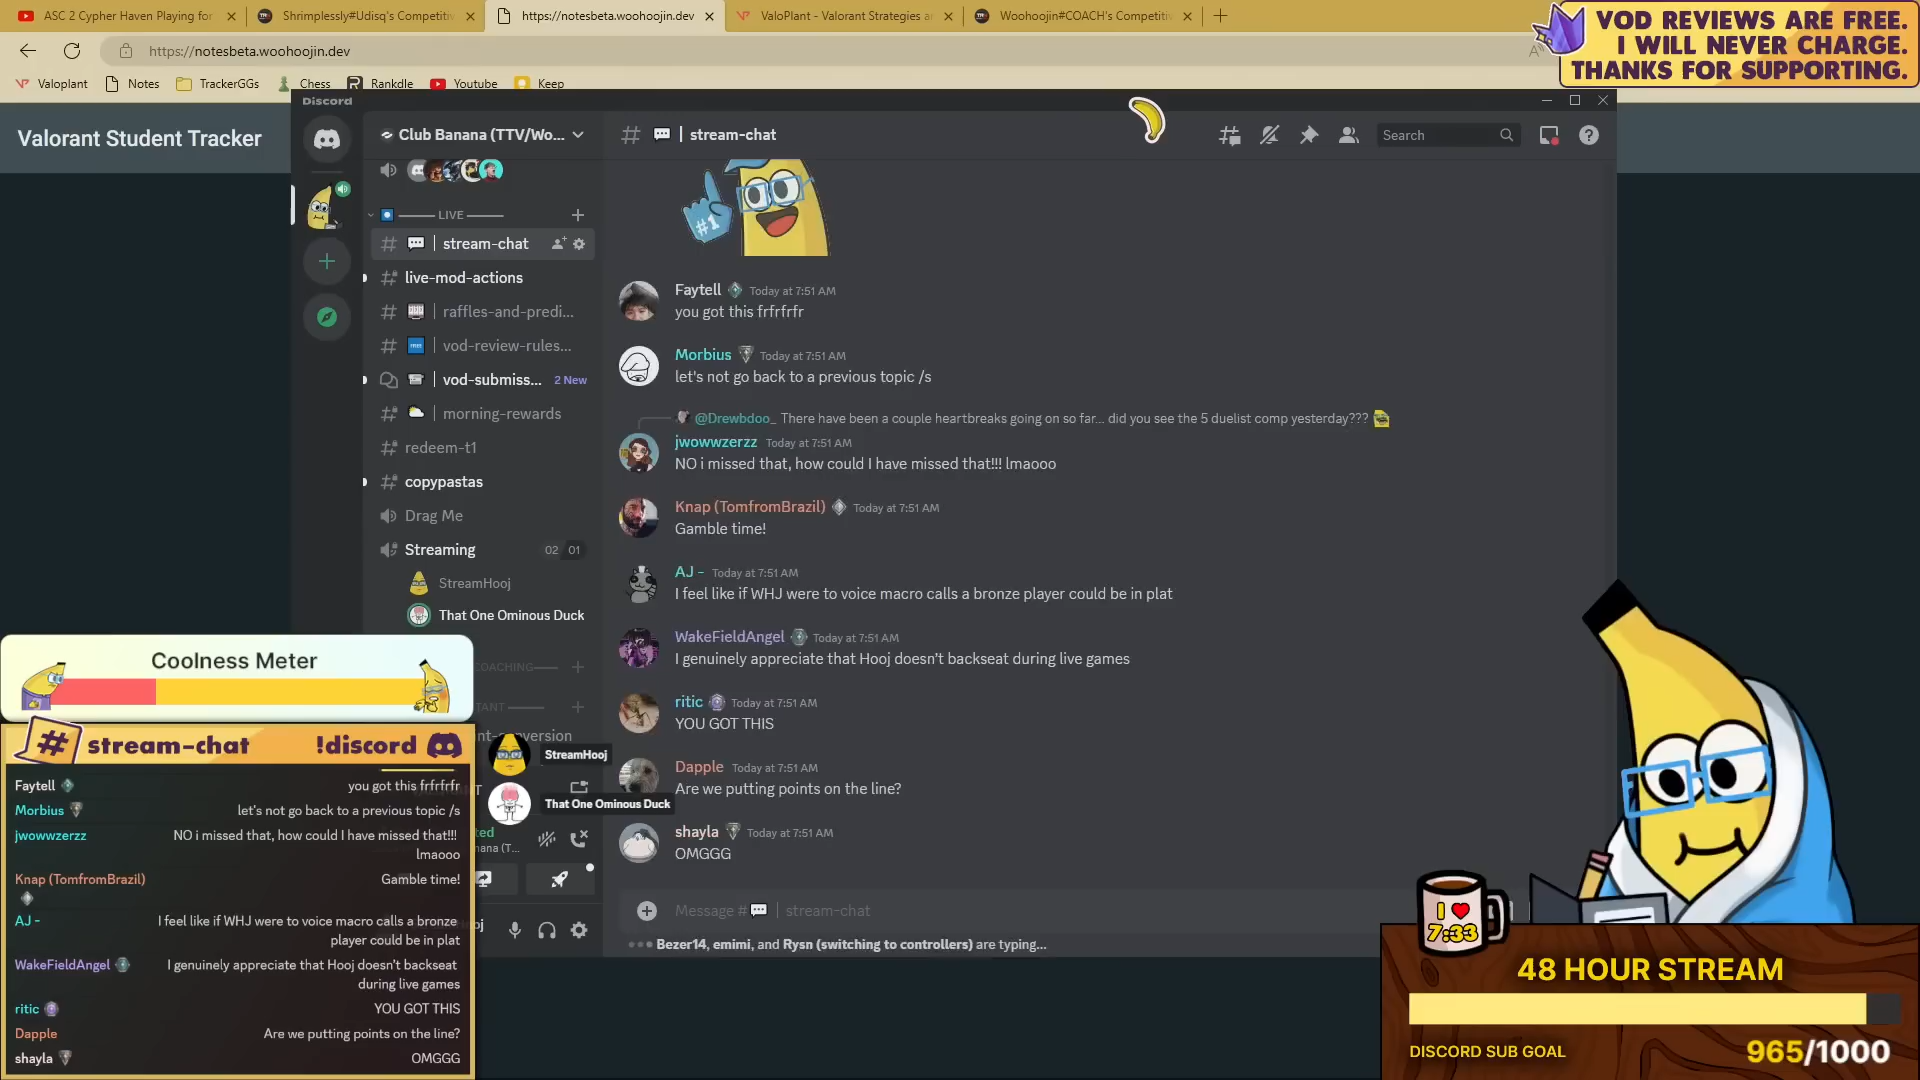 ASC 2 Cypher Haven Playing for
Shrimplessly#Udisq's Competitiv
https://notesbeta.woohoojin.dev
ValoPlant - Valorant Strategies a
Woohoojin#COACH's Competitiv
https://notesbeta.woohoojin.dev
VOD REVIEWS ARE FREE.
I WILL NEVER CHARGE.
THANKS FOR SUPPORTING.
Valoplant
Notes
TrackerGGs
Chess
Rankdle
Youtube
Keep
Discord
Valorant Student Tracker
Club Banana (TTV/Wo...
stream-chat
Search
#1
LIVE
stream-chat
live-mod-actions
raffles-and-predi...
vod-review-rules...
vod-submiss... 2 New
morning-rewards
redeem-t1
copypastas
Drag Me
Streaming 02 01
StreamHooj
That One Ominous Duck
Faytell Today at 7:51 AM
you got this frfrfrfr
Morbius Today at 7:51 AM
let's not go back to a previous topic /s
@Drewbdoo_ There have been a couple heartbreaks going on so far... did you see the 5 duelist comp yesterday???
jwowwzerzz Today at 7:51 AM
NO i missed that, how could I have missed that!!! lmaooo
Knap (TomfromBrazil) Today at 7:51 AM
Gamble time!
AJ - Today at 7:51 AM
I feel like if WHJ were to voice macro calls a bronze player could be in plat
WakeFieldAngel Today at 7:51 AM
I genuinely appreciate that Hooj doesn't backseat during live games
ritic Today at 7:51 AM
YOU GOT THIS
Dapple Today at 7:51 AM
Are we putting points on the line?
shayla Today at 7:51 AM
OMGGG
Message # stream-chat
Bezer14, emimi, and Rysn (switching to controllers) are typing...
Coolness Meter
COACHING
TANT
nt-conversion
StreamHooj
That One Ominous Duck
ted
nana (T...
ooj
# stream-chat !discord
Faytell you got this frfrfrfr
Morbius let's not go back to a previous topic /s
jwowwzerzz NO i missed that, how could I have missed that!!!
lmaooo
Knap (TomfromBrazil) Gamble time!
AJ - I feel like if WHJ were to voice macro calls a bronze
player could be in plat
WakeFieldAngel I genuinely appreciate that Hooj doesn't backseat
during live games
ritic YOU GOT THIS
Dapple Are we putting points on the line?
shayla OMGGG
I ❤
7:33
48 HOUR STREAM
DISCORD SUB GOAL 965/1000